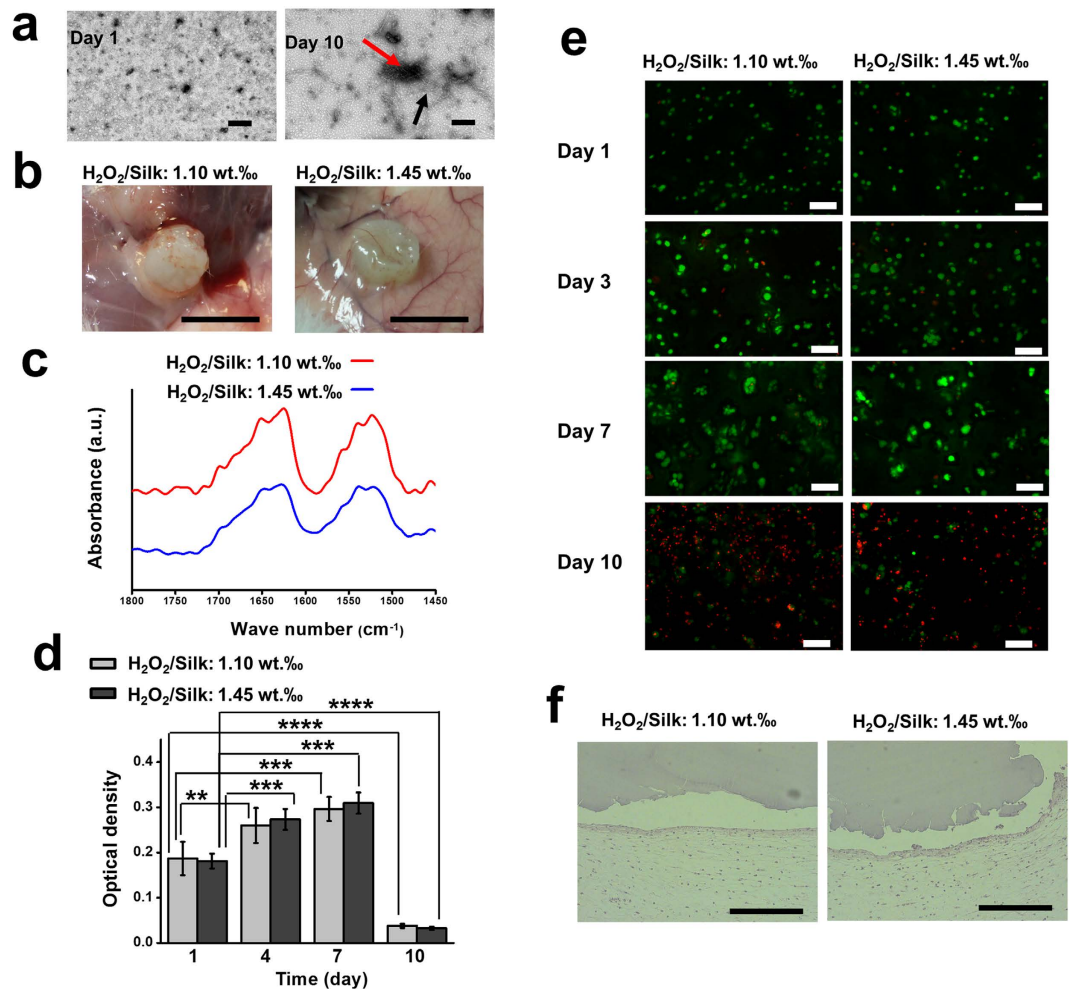 a
Day 1
Day 10
b
H₂O₂/Silk: 1.10 wt.‰
H₂O₂/Silk: 1.45 wt.‰
c
H₂O₂/Silk: 1.10 wt.‰
H₂O₂/Silk: 1.45 wt.‰
Absorbance (a.u.)
1800 1750 1700 1650 1600 1550 1500 1450
Wave number (cm⁻¹)
d
H₂O₂/Silk: 1.10 wt.‰
H₂O₂/Silk: 1.45 wt.‰
****
****
***
***
***
**
Optical density
0.4
0.3
0.2
0.1
0.0
1 4 7 10
Time (day)
e
H₂O₂/Silk: 1.10 wt.‰
H₂O₂/Silk: 1.45 wt.‰
Day 1
Day 3
Day 7
Day 10
f
H₂O₂/Silk: 1.10 wt.‰
H₂O₂/Silk: 1.45 wt.‰